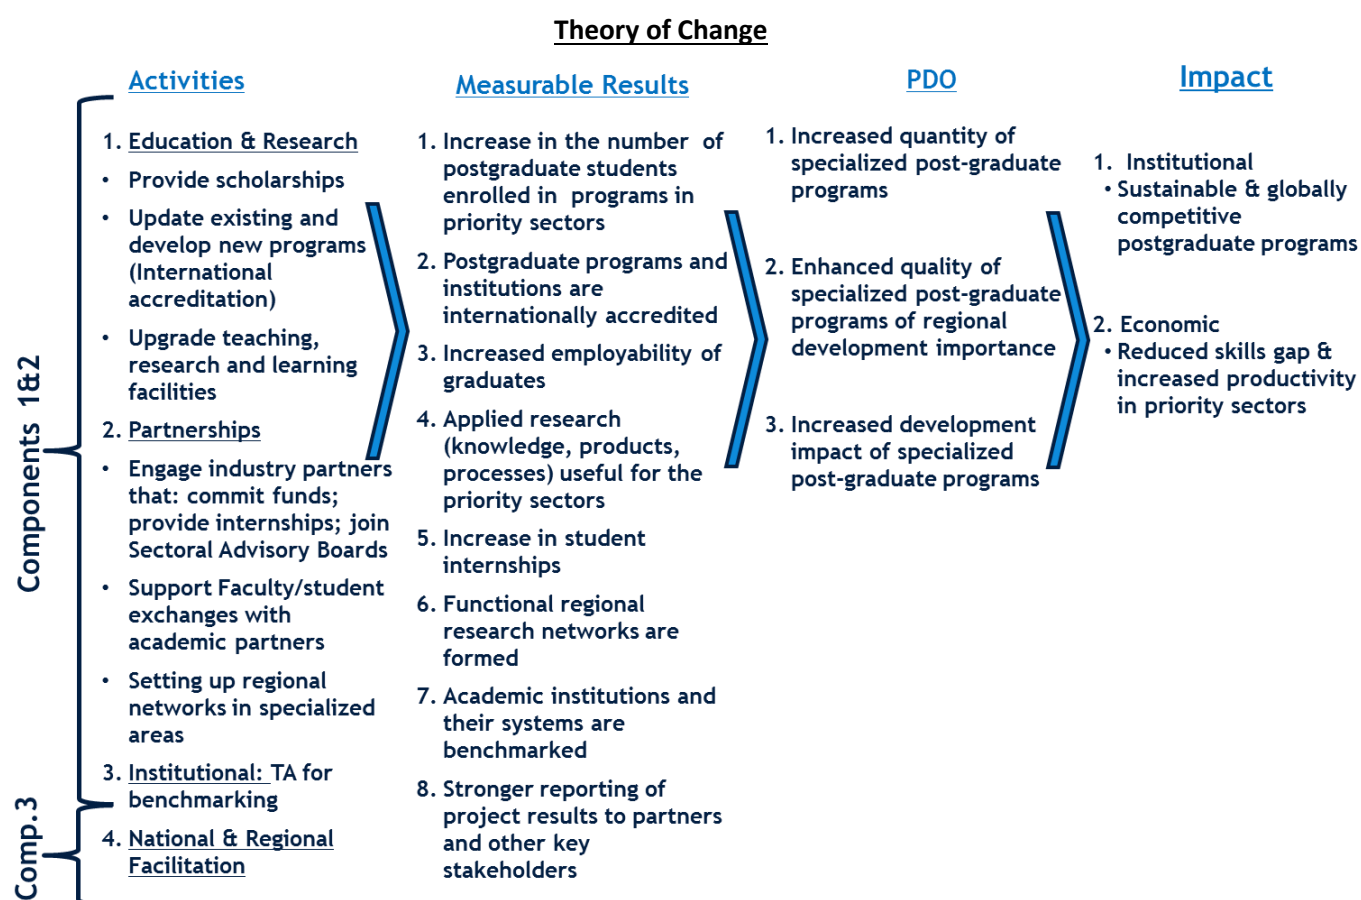 Theory of Change
Activities
1. Education & Research
• Provide scholarships
• Update existing and
develop new programs
(International
accreditation)
• Upgrade teaching,
research and learning
facilities
2. Partnerships
• Engage industry partners
that: commit funds;
provide internships; join
Sectoral Advisory Boards
• Support Faculty/student
exchanges with
academic partners
• Setting up regional
networks in specialized
areas
3. Institutional: TA for
benchmarking
4. National & Regional
Facilitation
Components 1&2
Comp.3
Measurable Results
1. Increase in the number of
postgraduate students
enrolled in programs in
priority sectors
2. Postgraduate programs and
institutions are
internationally accredited
3. Increased employability of
graduates
4. Applied research
(knowledge, products,
processes) useful for the
priority sectors
5. Increase in student
internships
6. Functional regional
research networks are
formed
7. Academic institutions and
their systems are
benchmarked
8. Stronger reporting of
project results to partners
and other key
stakeholders
PDO
1. Increased quantity of
specialized post-graduate
programs
2. Enhanced quality of
specialized post-graduate
programs of regional
development importance
3. Increased development
impact of specialized
post-graduate programs
Impact
1. Institutional
• Sustainable & globally
competitive
postgraduate programs
2. Economic
• Reduced skills gap &
increased productivity
in priority sectors